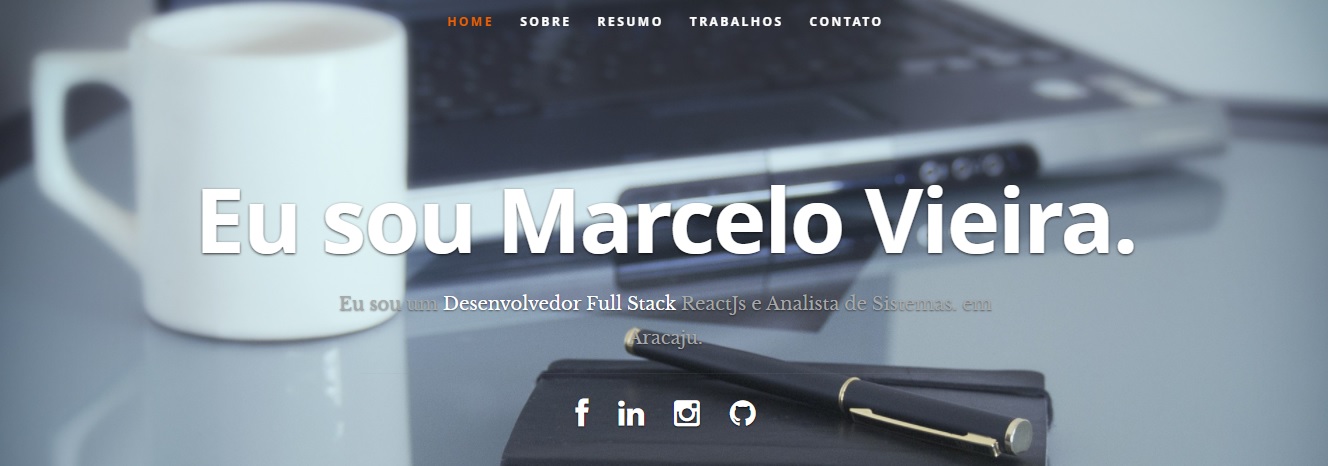 HOME SOBRE RESUMO TRABALHOS CONTATO
Eu sou Marcelo Vieira.
Eu sou um Desenvolvedor Full Stack ReactJs e Analista de Sistemas. em
Aracaju.